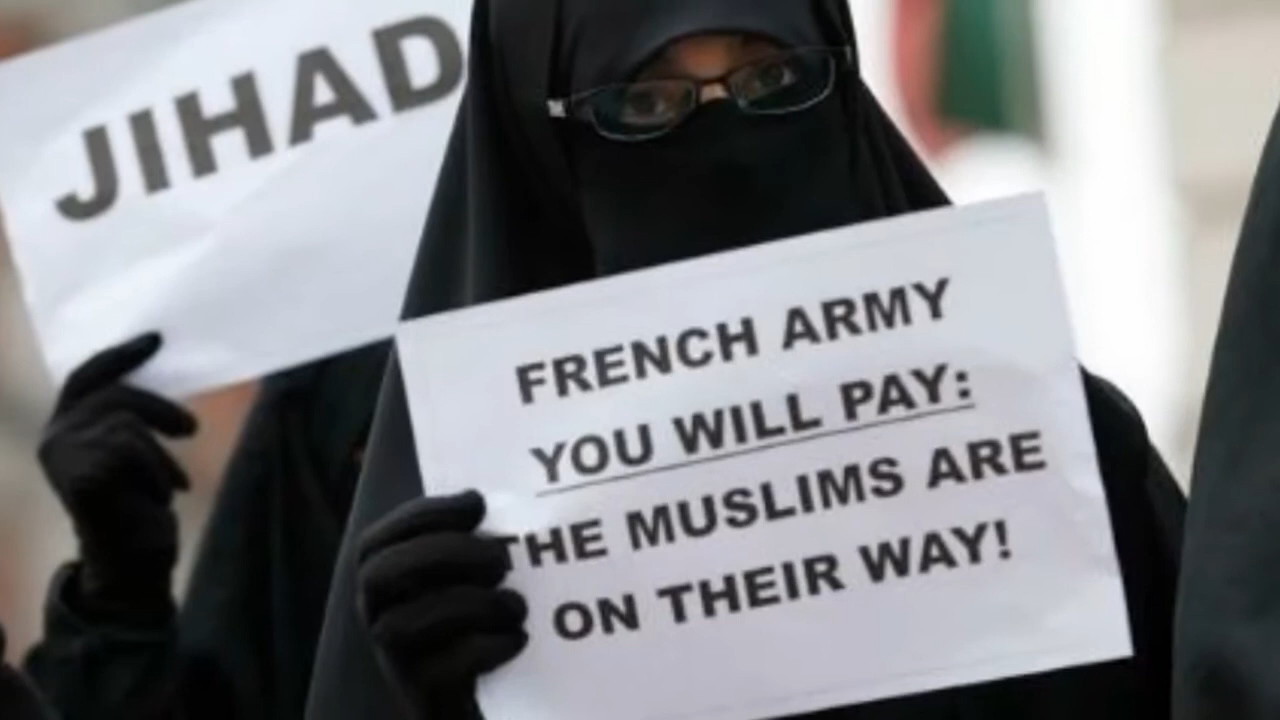 JIHAD
FRENCH ARMY
YOU WILL PAY:
THE MUSLIMS ARE
ON THEIR WAY!